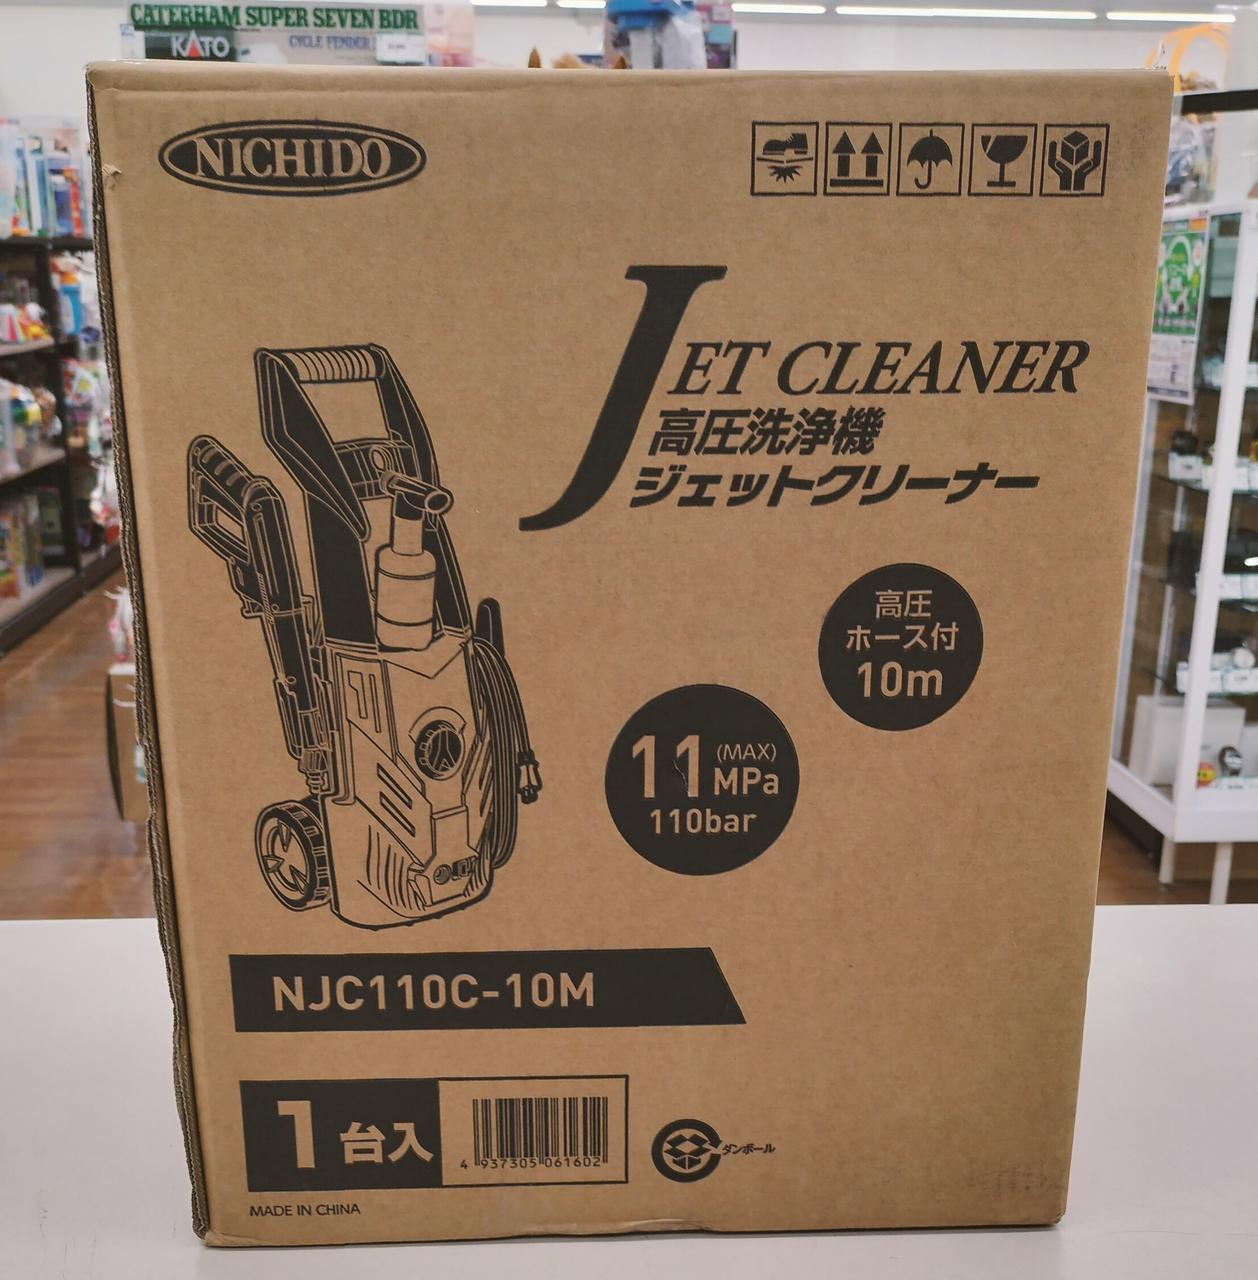 CATERHAM SUPER SEVEN BDR
KATO
CYCLE FENDER
NICHIDO
JET CLEANER
高圧洗浄機
ジェットクリーナー
高圧
ホース付
10m
11 (MAX)
MPa
110bar
NJC110C-10M
1台入
4 937305 061602
ダンボール
MADE IN CHINA